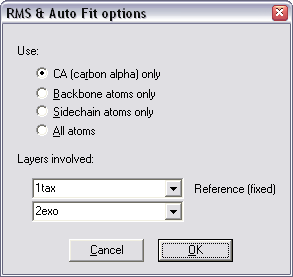 RMS & Auto Fit options
Use:
CA (carbon alpha) only
Backbone atoms only
Sidechain atoms only
All atoms
Layers involved:
1tax Reference (fixed)
2exo
Cancel OK